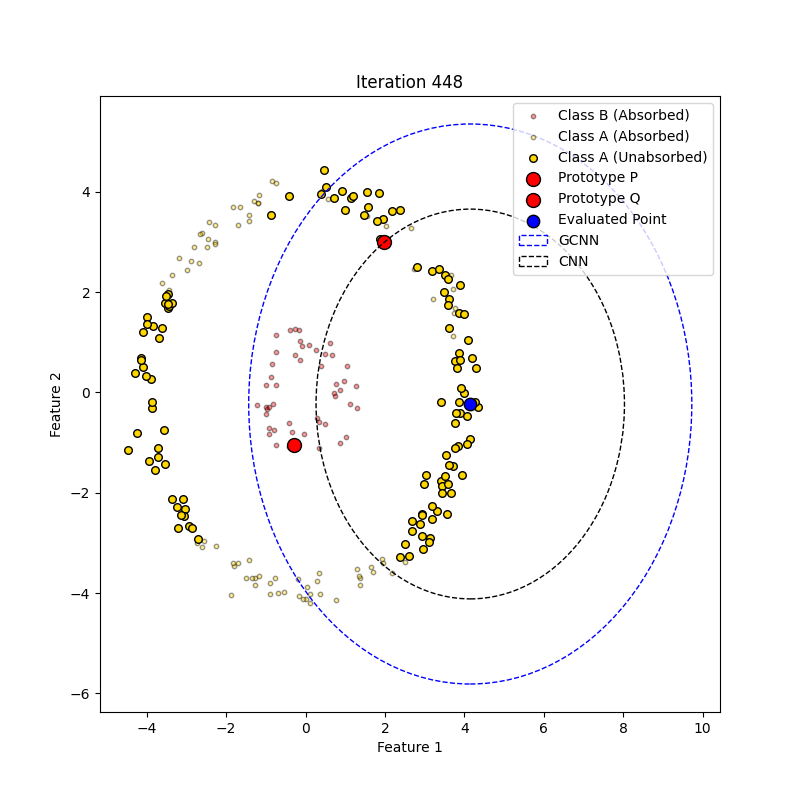 Iteration 448
Class B (Absorbed)
Class A (Absorbed)
Class A (Unabsorbed)
Prototype P
Prototype Q
Evaluated Point
GCNN
CNN
4
2
0
−2
−4
−6
Feature 2
−4 −2 0 2 4 6 8 10
Feature 1